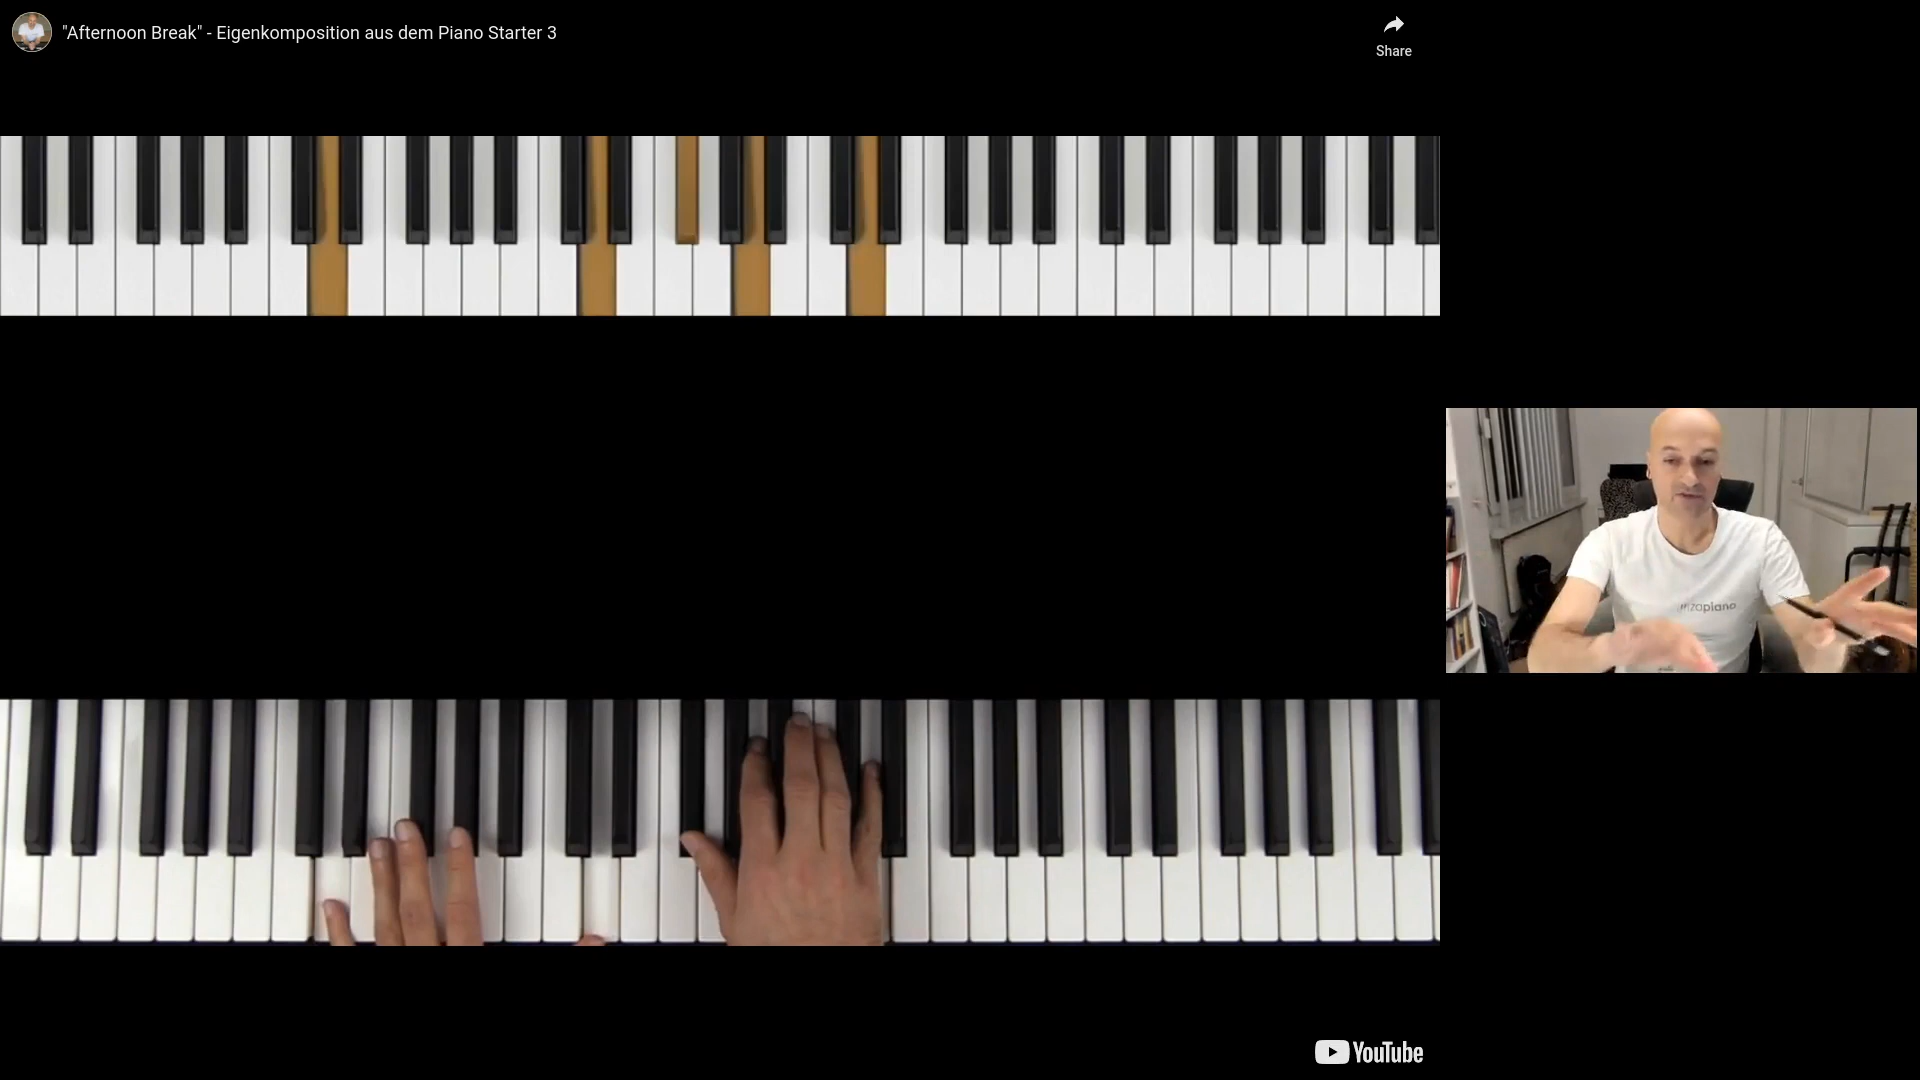 "Afternoon Break" - Eigenkomposition aus dem Piano Starter 3
Share
YouTube